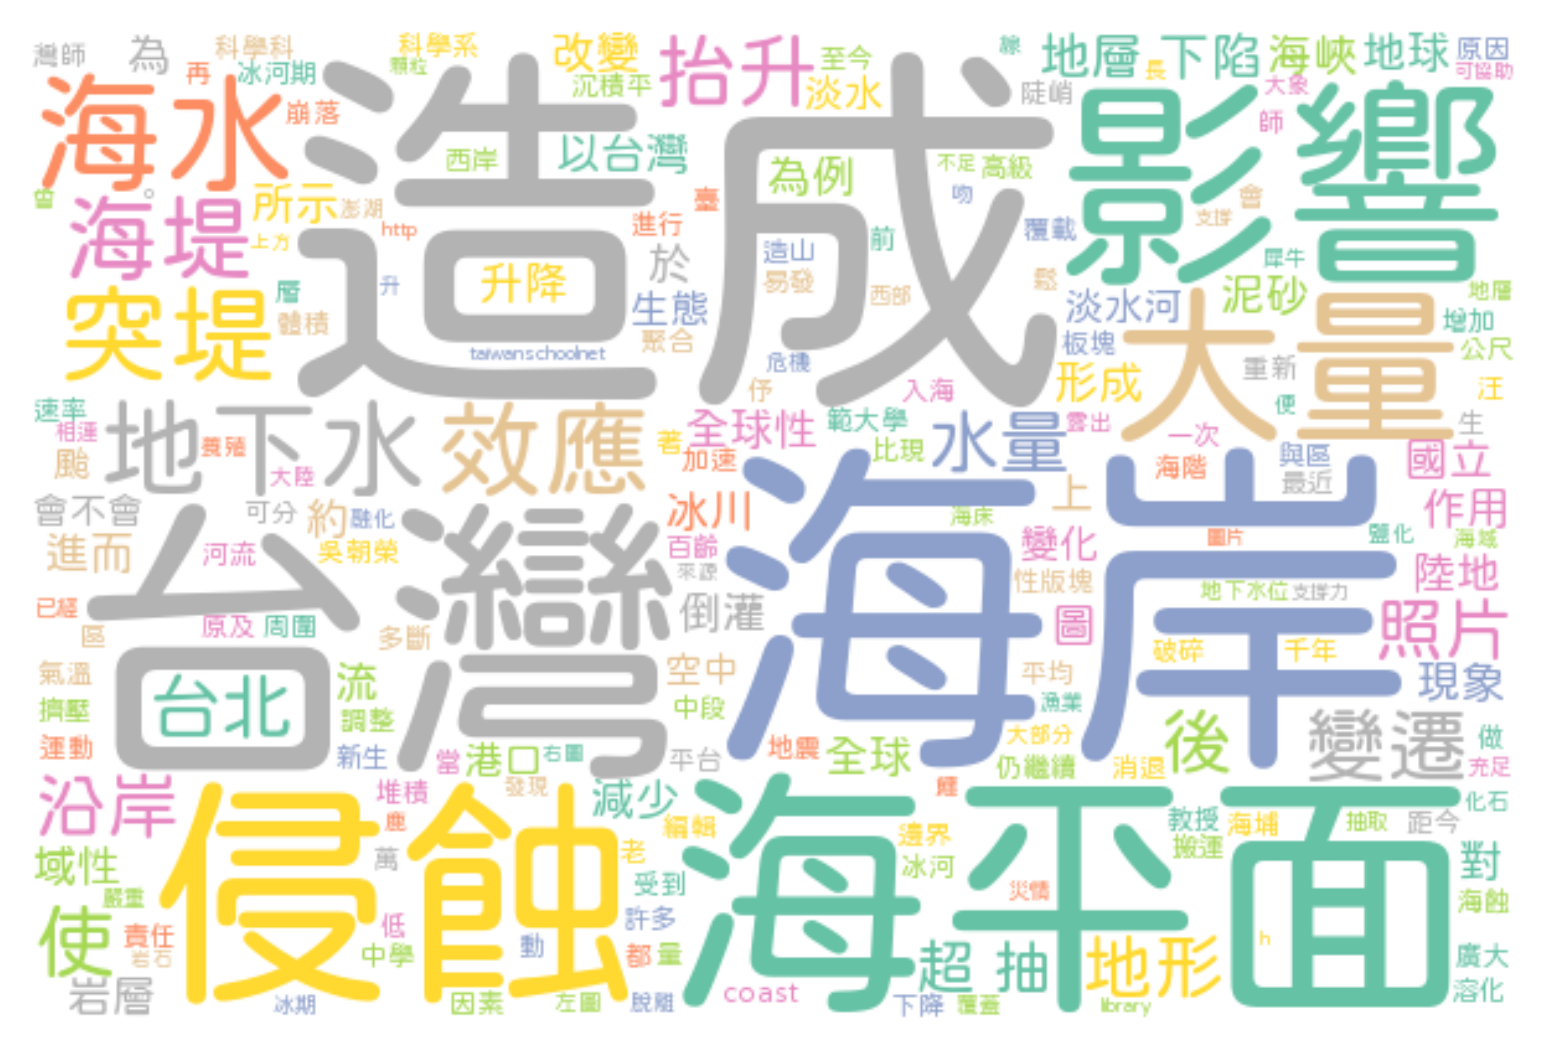 灣師
為
科學科
科學系
改變
抬升
至今
線
地層
下陷
海峽
地球
原因
可協助
再
冰河期
顆粒
沉積平
淡水
陡峭
長
大象
師
海水
崩落
造成
影響
西岸
以台灣
為例
不足
高級
吻
會
支撐
曾
海堤
所示
澎湖
上方
http
進行
臺
於
造山
前
覆載
犀牛
升降
升
易發
西部
鬆
生態
淡水河
泥砂
地層
突堤
層
體積
taiwanschoolnet
聚合
危機
板塊
增加
公尺
大量
重新
伃
入海
形成
便
汪
速率
地下水
效應
著
全球性
範大學
水量
露出
一次
生
相連
養殖
颱
大陸
加速
比現
海階
與區
最近
國立
會不會
可分
約
融化
冰川
海岸
上
作用
進而
河流
吳朝榮
百齡
來源
海床
變化
圖片
鹽化
海域
台灣
性版塊
陸地
已經
原及
周圍
區
多斷
倒灌
圖
地下水位
支撐力
照片
氣溫
台北
流
空中
平均
破碎
千年
現象
擠壓
調整
中段
漁業
運動
新生
當
港口
右圖
平台
地震
全球
大部分
仍繼續
消退
後
變遷
做
充足
沿岸
侵蝕
堆積
發現
減少
海平面
化石
鹿
編輯
邊界
教授
海埔
抽取
距今
域性
萬
老
冰河
搬運
對
嚴重
受到
災情
海蝕
使
責任
低
許多
岩石
中學
動
都
量
超
抽
地形
h
廣大
岩層
冰期
因素
左圖
脫離
coast
下降
覆蓋
library
溶化